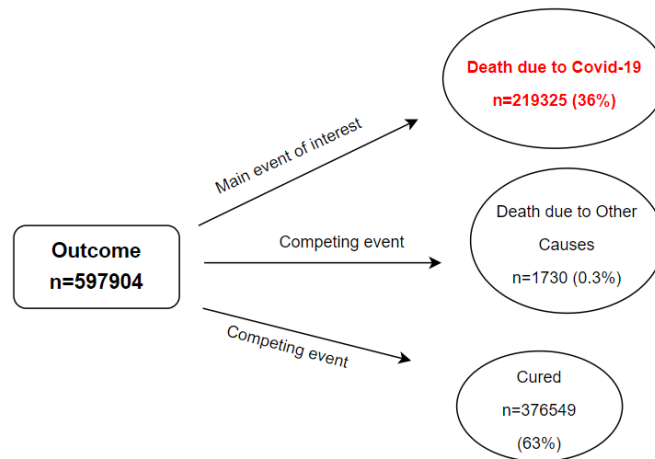 Death due to Covid-19
n=219325 (36%)
Main event of interest
Death due to Other
Causes
n=1730 (0.3%)
Competing event
Outcome
n=597904
Competing event
Cured
n=376549
(63%)